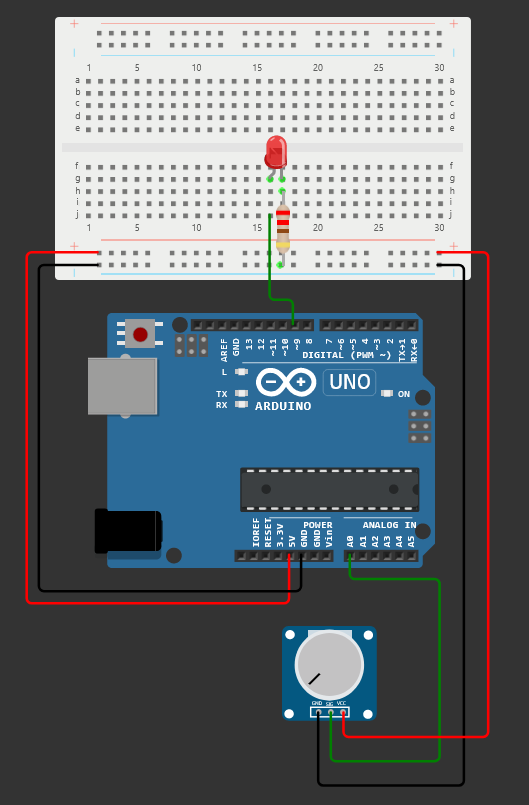 + +
1 5 10 15 20 25 30
a a
b b
c c
d d
e e
f f
g g
h h
i i
j j
1 5 10 15 20 25 30
+ +
AREF GND 13 12 ~11 ~10 ~9 8 7 ~6 ~5 4 ~3 2 TX→1 RX←0
DIGITAL (PWM ~)
L
TX
RX
UNO
ON
ARDUINO
POWER ANALOG IN
IOREF RESET 3.3V 5V GND GND Vin A0 A1 A2 A3 A4 A5
GND SIG VCC